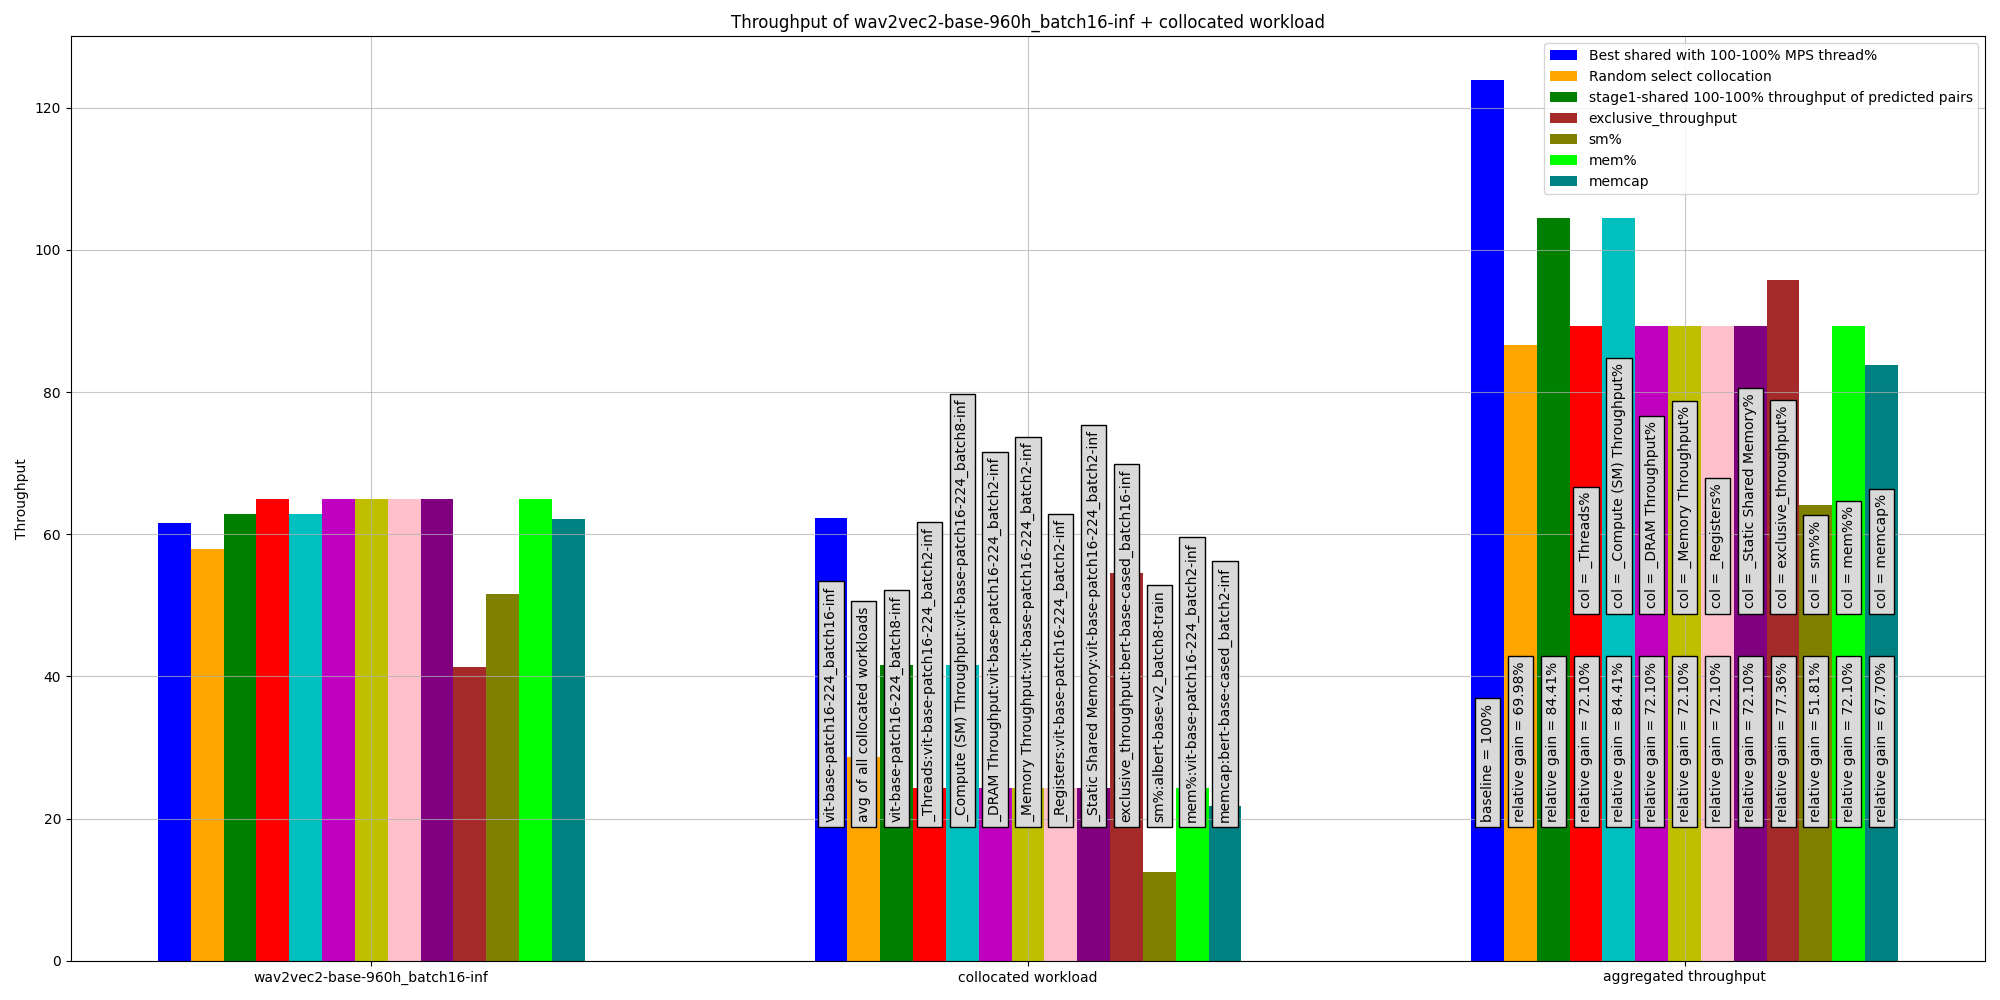 Throughput of wav2vec2-base-960h_batch16-inf + collocated workload
Best shared with 100-100% MPS thread%
Random select collocation
stage1-shared 100-100% throughput of predicted pairs
exclusive_throughput
sm%
mem%
memcap
Throughput
120
100
80
60
40
20
0
vit-base-patch16-224_batch16-inf
avg of all collocated workloads
vit-base-patch16-224_batch8-inf
_Threads:vit-base-patch16-224_batch2-inf
_Compute (SM) Throughput:vit-base-patch16-224_batch8-inf
_DRAM Throughput:vit-base-patch16-224_batch2-inf
_Memory Throughput:vit-base-patch16-224_batch2-inf
_Registers:vit-base-patch16-224_batch2-inf
_Static Shared Memory:vit-base-patch16-224_batch2-inf
exclusive_throughput:bert-base-cased_batch16-inf
sm%:albert-base-v2_batch8-train
mem%:vit-base-patch16-224_batch2-inf
memcap:bert-base-cased_batch2-inf
col = _Threads%
col = _Compute (SM) Throughput%
col = _DRAM Throughput%
col = _Memory Throughput%
col = _Registers%
col = _Static Shared Memory%
col = exclusive_throughput%
col = sm%%
col = mem%%
col = memcap%
baseline = 100%
relative gain = 69.98%
relative gain = 84.41%
relative gain = 72.10%
relative gain = 84.41%
relative gain = 72.10%
relative gain = 72.10%
relative gain = 72.10%
relative gain = 72.10%
relative gain = 77.36%
relative gain = 51.81%
relative gain = 72.10%
relative gain = 67.70%
wav2vec2-base-960h_batch16-inf
collocated workload
aggregated throughput